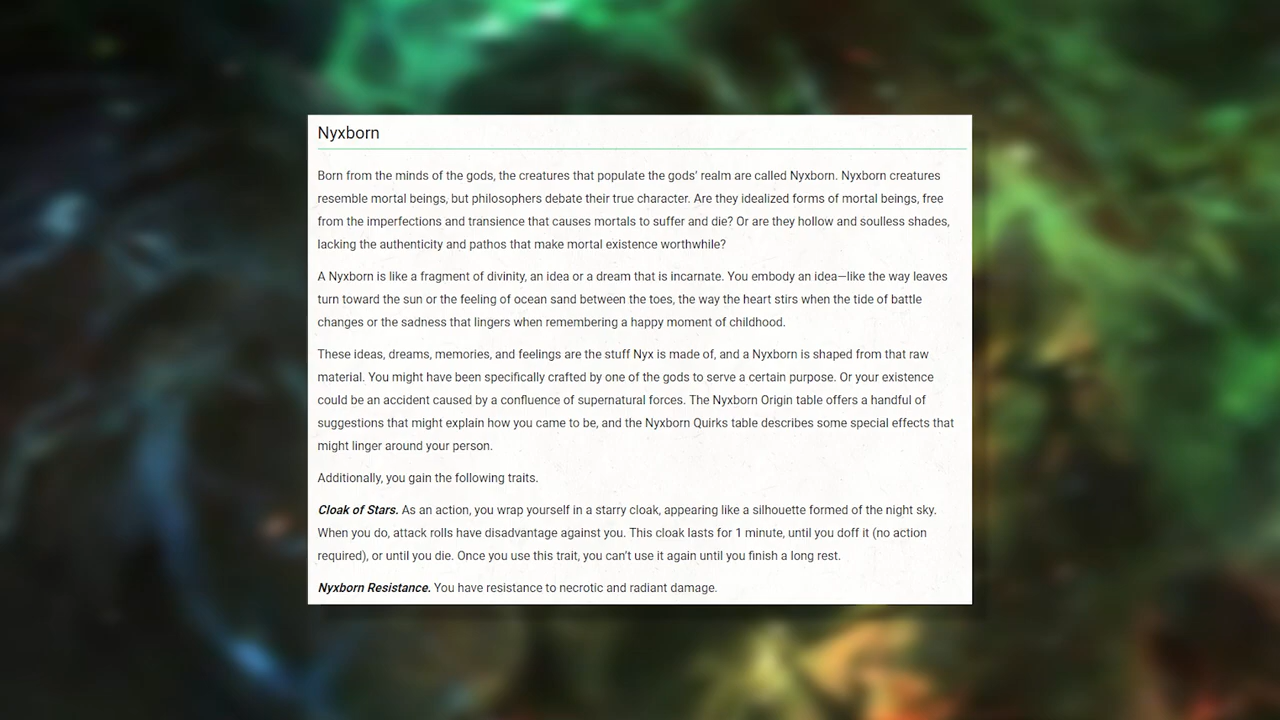 Nyxborn
Born from the minds of the gods, the creatures that populate the gods' realm are called Nyxborn. Nyxborn creatures
resemble mortal beings, but philosophers debate their true character. Are they idealized forms of mortal beings, free
from the imperfections and transience that causes mortals to suffer and die? Or are they hollow and soulless shades,
lacking the authenticity and pathos that make mortal existence worthwhile?
A Nyxborn is like a fragment of divinity, an idea or a dream that is incarnate. You embody an idea—like the way leaves
turn toward the sun or the feeling of ocean sand between the toes, the way the heart stirs when the tide of battle
changes or the sadness that lingers when remembering a happy moment of childhood.
These ideas, dreams, memories, and feelings are the stuff Nyx is made of, and a Nyxborn is shaped from that raw
material. You might have been specifically crafted by one of the gods to serve a certain purpose. Or your existence
could be an accident caused by a confluence of supernatural forces. The Nyxborn Origin table offers a handful of
suggestions that might explain how you came to be, and the Nyxborn Quirks table describes some special effects that
might linger around your person.
Additionally, you gain the following traits.
Cloak of Stars. As an action, you wrap yourself in a starry cloak, appearing like a silhouette formed of the night sky.
When you do, attack rolls have disadvantage against you. This cloak lasts for 1 minute, until you doff it (no action
required), or until you die. Once you use this trait, you can't use it again until you finish a long rest.
Nyxborn Resistance. You have resistance to necrotic and radiant damage.